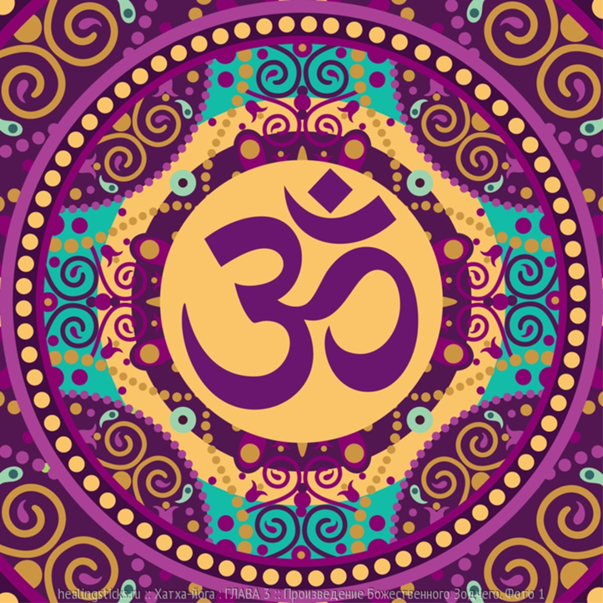 ॐ
healingsticks.ru :: Хатха-йога : ГЛАВА 3 :: Произведение Божественного Зодчего Фото 1